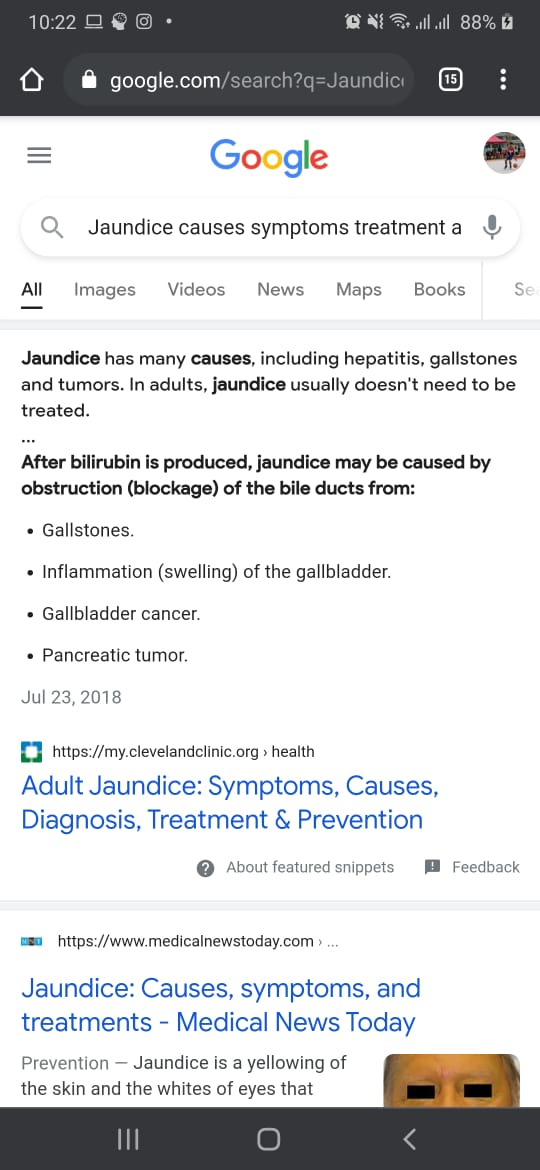 10:22
88%
google.com/search?q=Jaundic
15
Google
Jaundice causes symptoms treatment a
All Images Videos News Maps Books Se
Jaundice has many causes, including hepatitis, gallstones
and tumors. In adults, jaundice usually doesn't need to be
treated.
...
After bilirubin is produced, jaundice may be caused by
obstruction (blockage) of the bile ducts from:
• Gallstones.
• Inflammation (swelling) of the gallbladder.
• Gallbladder cancer.
• Pancreatic tumor.
Jul 23, 2018
https://my.clevelandclinic.org › health
Adult Jaundice: Symptoms, Causes,
Diagnosis, Treatment & Prevention
About featured snippets Feedback
https://www.medicalnewstoday.com › ...
Jaundice: Causes, symptoms, and
treatments - Medical News Today
Prevention — Jaundice is a yellowing of
the skin and the whites of eyes that